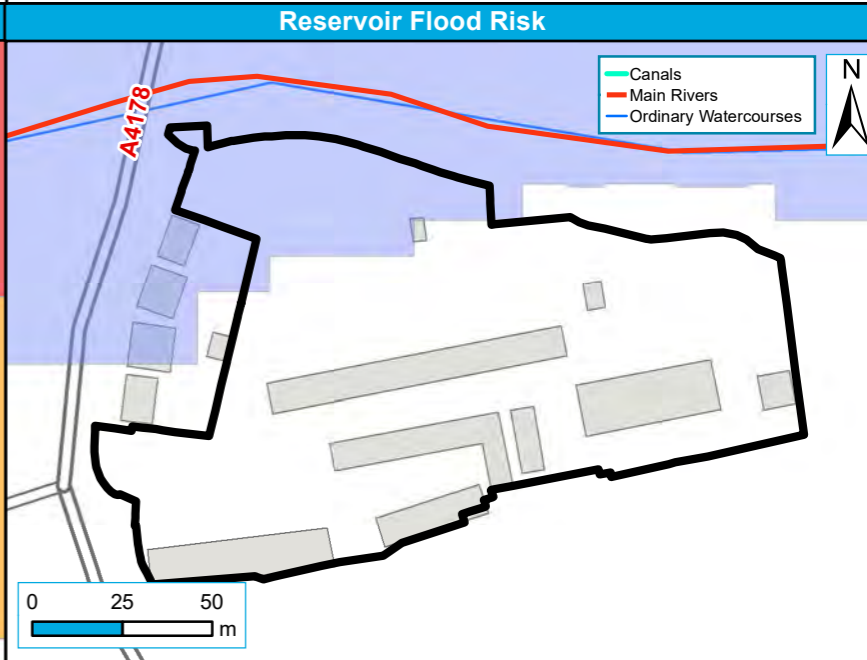 Reservoir Flood Risk
Canals
Main Rivers
Ordinary Watercourses
N
A4178
0 25 50
m